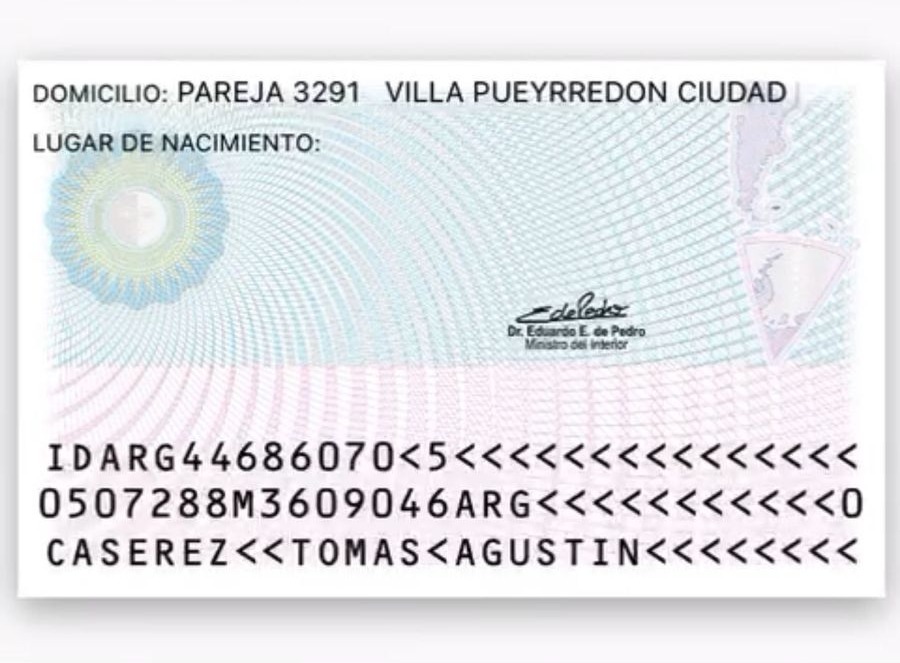 DOMICILIO: PAREJA 3291 VILLA PUEYRREDON CIUDAD
LUGAR DE NACIMIENTO:
EdePedro
Dr. Eduardo E. de Pedro
Ministro del Interior
IDARG44686070<5<<<<<<<<<<<<<<<
0507288M3609046ARG<<<<<<<<<<<0
CASEREZ<<TOMAS<AGUSTIN<<<<<<<<